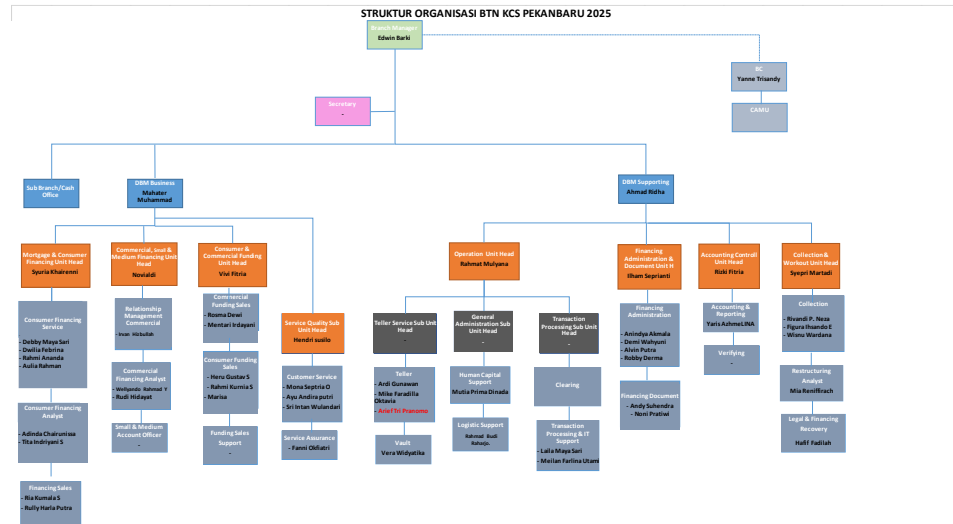 STRUKTUR ORGANISASI BTN KCS PEKANBARU 2025
Branch Manager
Edwin Barki
Yanne Trisandy
CAMU
Secretary
-
Sub Branch/Cash
Office
DBM Business
Mahater
Muhammad
DBM Supporting
Ahmad Ridha
Mortgage & Consumer
Financing Unit Head
Syuria Khairenni
Commercial, Small &
Medium Financing Unit
Head
Novialdi
Consumer &
Commercial Funding
Unit Head
Vivi Fitria
Service Quality Sub
Unit Head
Hendri susilo
Operation Unit Head
Rahmat Mulyana
Financing
Administration &
Document Unit H
Ilham Seprianti
Accounting Controll
Unit Head
Rizki Fitria
Collection &
Workout Unit Head
Syepri Martadi
Consumer Financing
Service
- Debby Maya Sari
- Dwilia Febrina
- Rahmi Ananda
- Aulia Rahman
Consumer Financing
Analyst
- Adinda Chairunissa
- Tita Indriyani S
Financing Sales
- Ria Kumala S
- Rully Harla Putra
Relationship
Management
Commercial
- Irvan Hizbullah
Commercial
Financing Analyst
- Weliyando Rahmad Y
- Rudi Hidayat
Small & Medium
Account Officer
-
Commercial
Funding Sales
- Rosma Dewi
- Mentari Irdayani
Consumer Funding
Sales
- Heru Gustav S
- Rahmi Kurnia S
- Marisa
Funding Sales
Support
-
Customer Service
- Mona Septria O
- Ayu Andira putri
- Sri Intan Wulandari
Service Assurance
- Fanni Okfiatri
Teller Service Sub Unit
Head
-
Teller
- Ardi Gunawan
- Mike Faradilla
Oktavia
- Arief Tri Pranomo
Vault
Vera Widyatika
General
Administration Sub
Unit Head
-
Human Capital
Support
Mutia Prima Dinada
Logistic Support
Rahmad Budi
Raharjo.
Transaction
Processing Sub Unit
Head
-
Clearing
Transaction
Processing & IT
Support
- Laila Maya Sari
- Meilan Farlina Utami
Financing
Administration
- Anindya Akmala
- Demi Wahyuni
- Alvin Putra
- Robby Derma
Financing Document
- Andy Suhendra
- Noni Pratiwi
Accounting &
Reporting
Yaris AzhmeLINA
Verifying
-
Collection
- Rivandi P. Neza
- Figura Ihsando E
- Wisnu Wardana
Restructuring
Analyst
Mia Reniffirach
Legal & Financing
Recovery
Hafif Fadilah